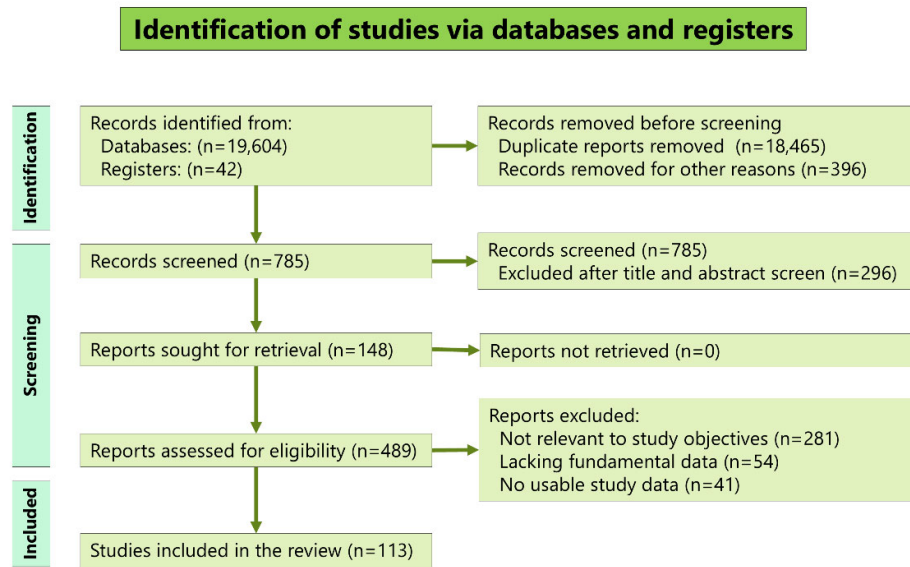 Identification of studies via databases and registers
Identification
Records identified from:
Databases: (n=19,604)
Registers: (n=42)
Records removed before screening
Duplicate reports removed (n=18,465)
Records removed for other reasons (n=396)
Screening
Records screened (n=785)
Records screened (n=785)
Excluded after title and abstract screen (n=296)
Reports sought for retrieval (n=148)
Reports not retrieved (n=0)
Reports assessed for eligibility (n=489)
Reports excluded:
Not relevant to study objectives (n=281)
Lacking fundamental data (n=54)
No usable study data (n=41)
Included
Studies included in the review (n=113)